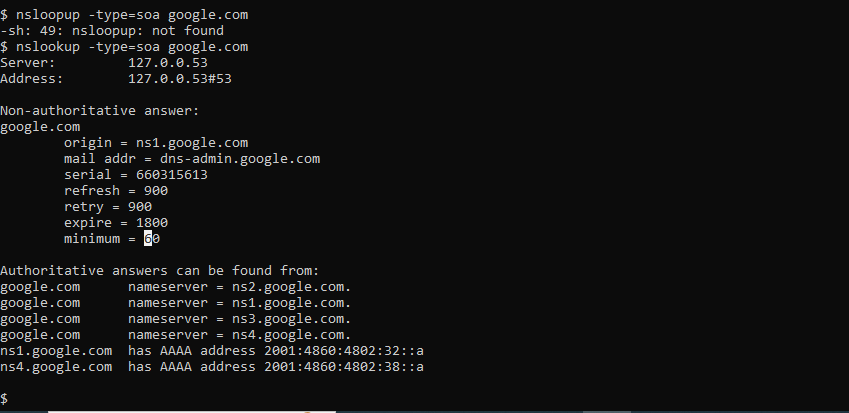 $ nsloopup -type=soa google.com
-sh: 49: nsloopup: not found
$ nslookup -type=soa google.com
Server:         127.0.0.53
Address:        127.0.0.53#53

Non-authoritative answer:
google.com
        origin = ns1.google.com
        mail addr = dns-admin.google.com
        serial = 660315613
        refresh = 900
        retry = 900
        expire = 1800
        minimum = 60

Authoritative answers can be found from:
google.com      nameserver = ns2.google.com.
google.com      nameserver = ns1.google.com.
google.com      nameserver = ns3.google.com.
google.com      nameserver = ns4.google.com.
ns1.google.com  has AAAA address 2001:4860:4802:32::a
ns4.google.com  has AAAA address 2001:4860:4802:38::a

$